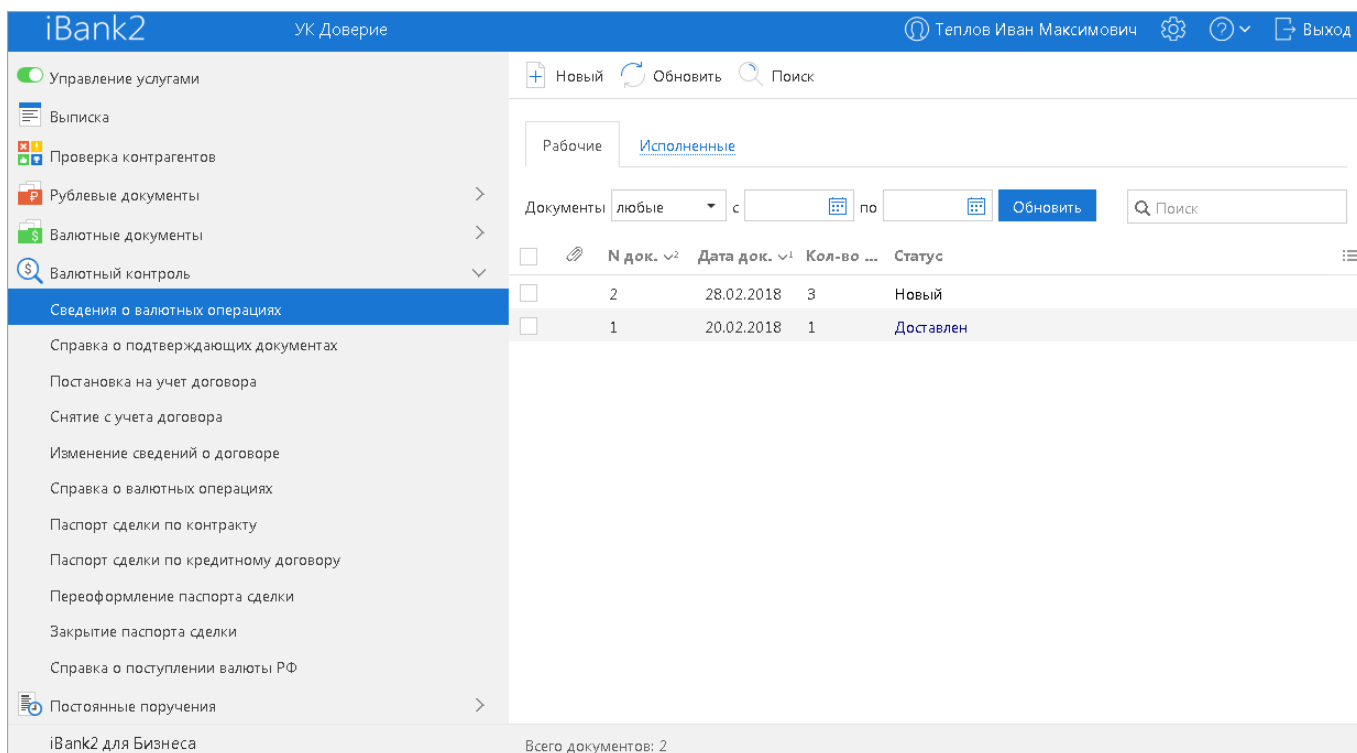 iBank2 УК Доверие Теплов Иван Максимович Выход
Управление услугами
Выписка
Проверка контрагентов
Рублевые документы
Валютные документы
Валютный контроль
Сведения о валютных операциях
Справка о подтверждающих документах
Постановка на учет договора
Снятие с учета договора
Изменение сведений о договоре
Справка о валютных операциях
Паспорт сделки по контракту
Паспорт сделки по кредитному договору
Переоформление паспорта сделки
Закрытие паспорта сделки
Справка о поступлении валюты РФ
Постоянные поручения
iBank2 для Бизнеса
Новый Обновить Поиск
Рабочие Исполненные
Документы любые с по Обновить Поиск
N док. 2 Дата док. 1 Кол-во ... Статус
2 28.02.2018 3 Новый
1 20.02.2018 1 Доставлен
Всего документов: 2